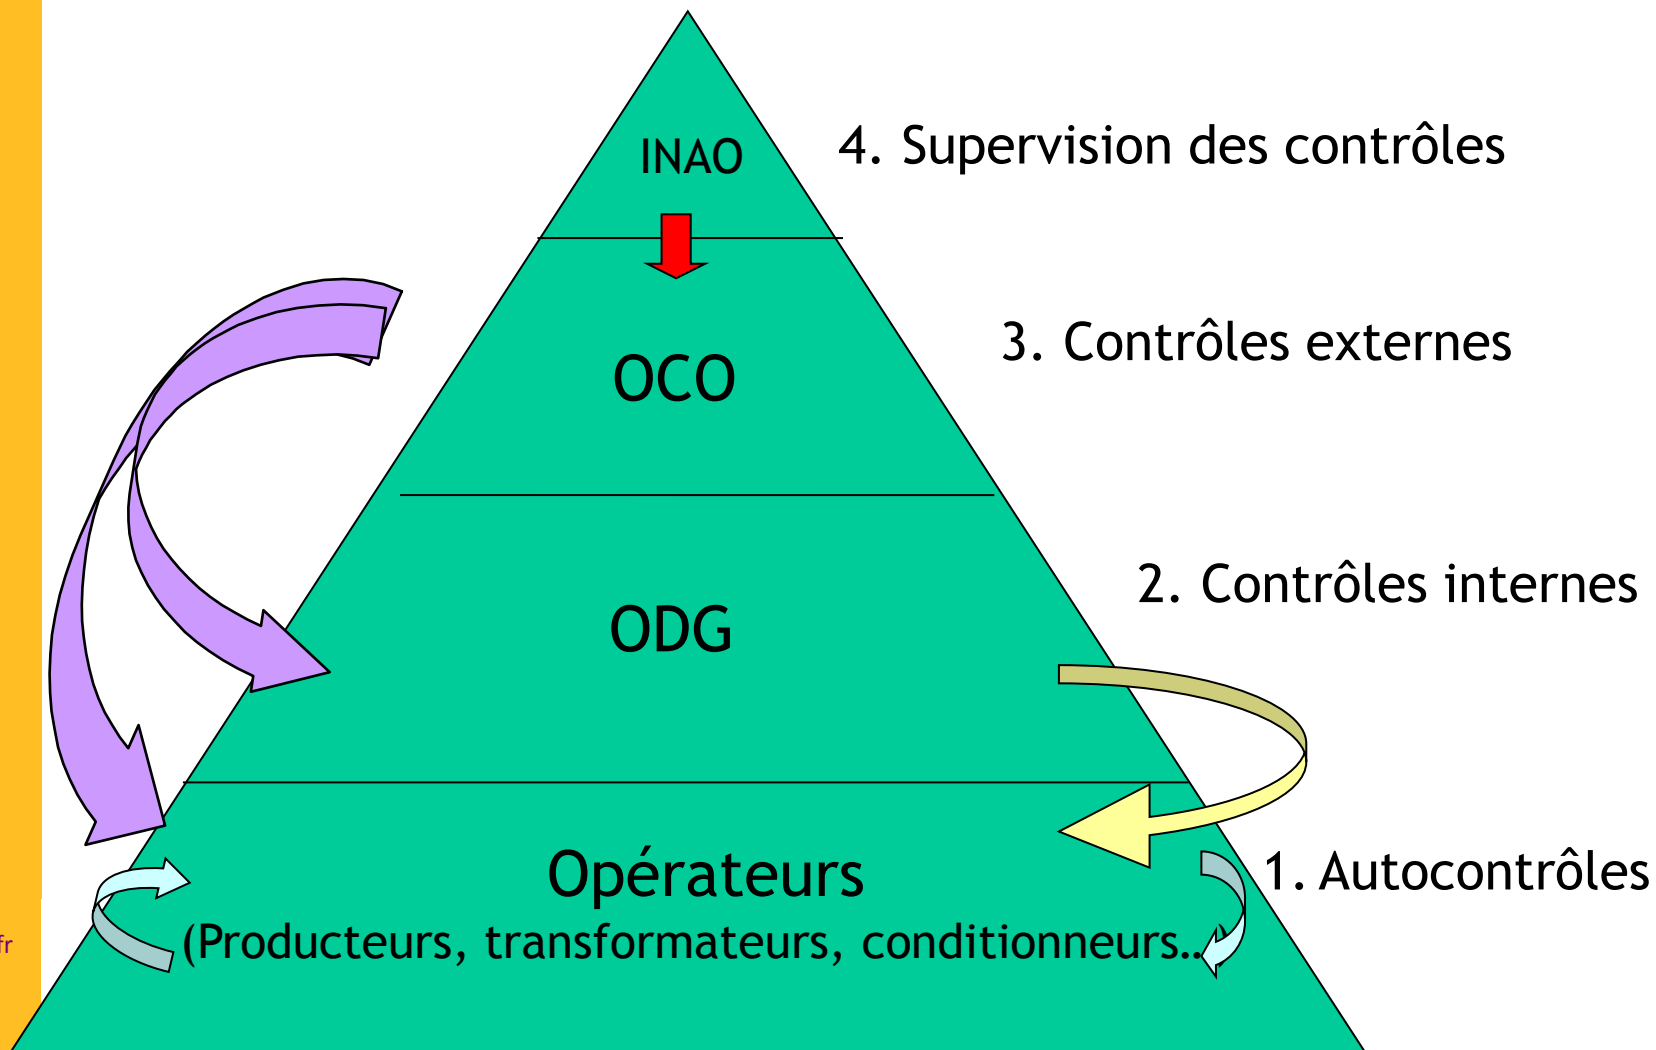 INAO
4. Supervision des contrôles
OCO
3. Contrôles externes
ODG
2. Contrôles internes
Opérateurs
1. Autocontrôles
(Producteurs, transformateurs, conditionneurs…)
fr